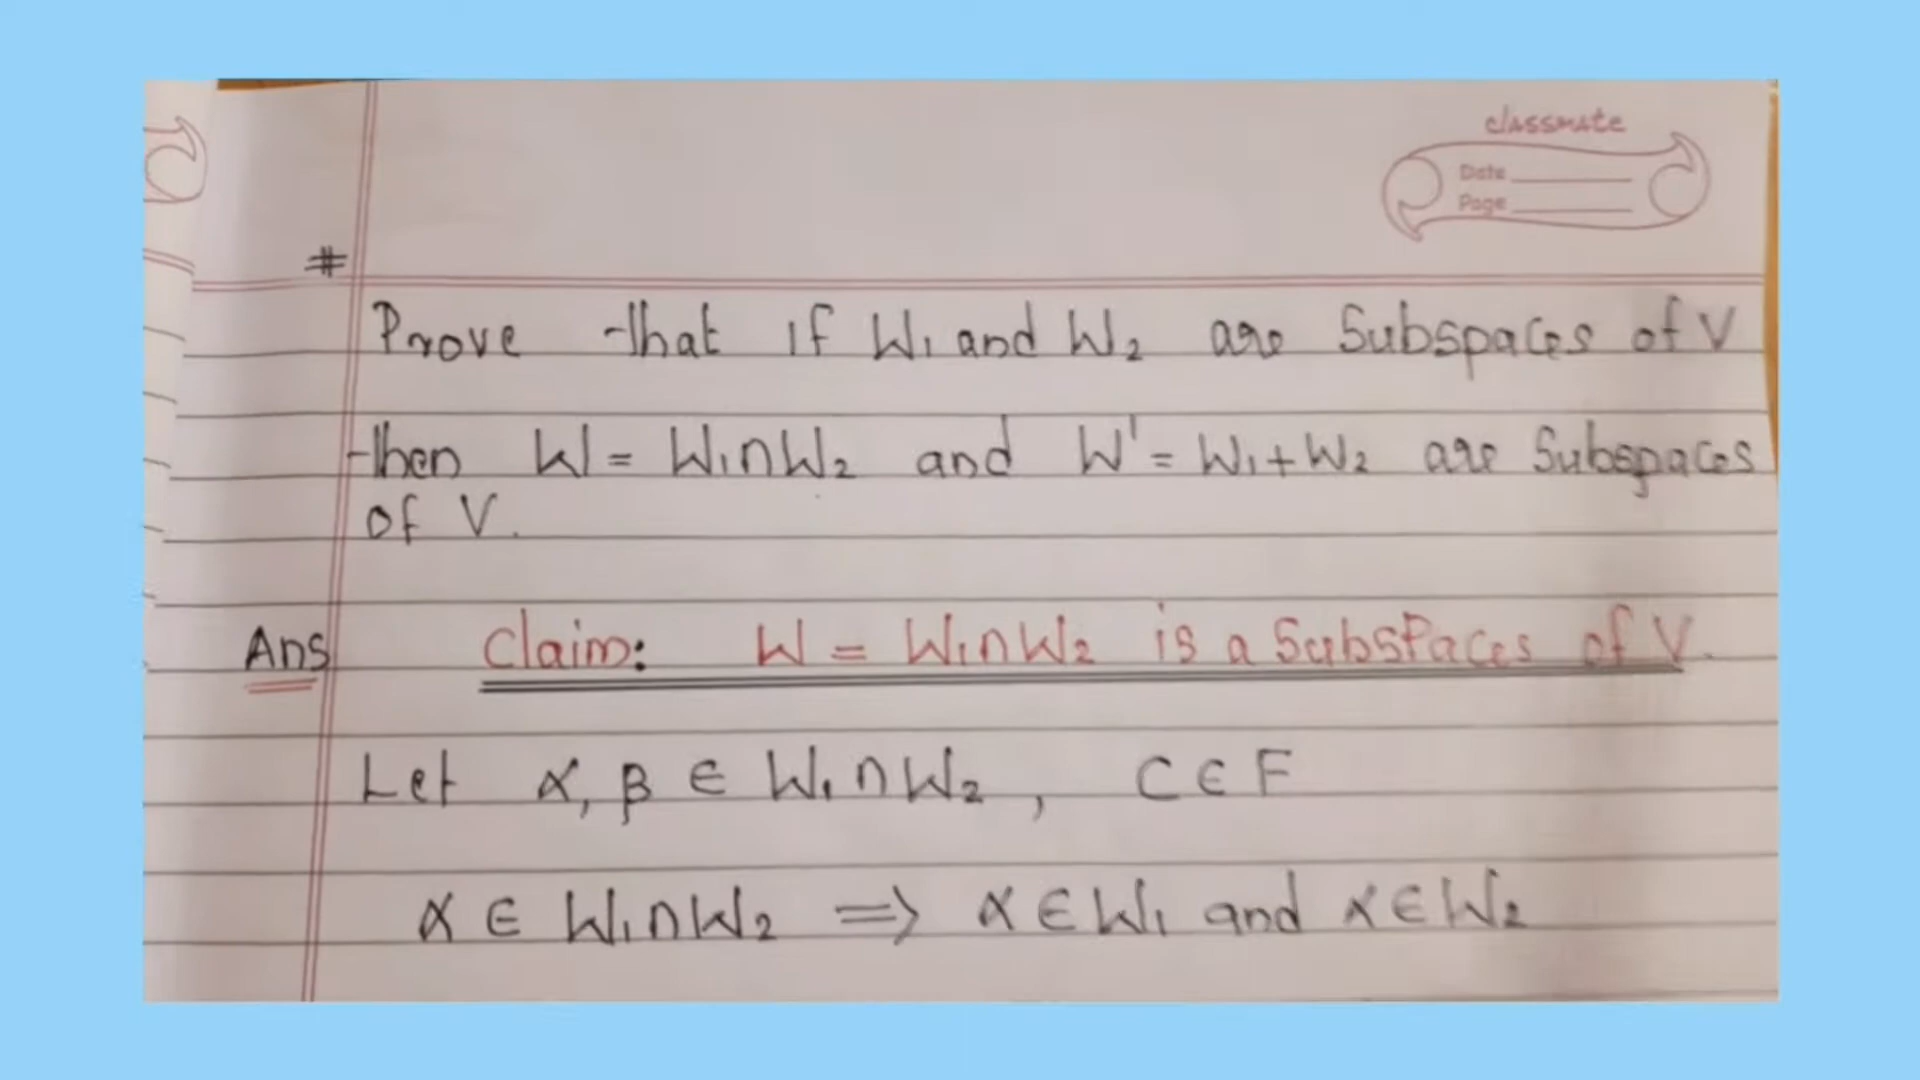 classmate
Date
Page
#
Prove that if W₁ and W₂ are Subspaces of V
then W = W₁∩W₂ and W' = W₁+W₂ are Subspaces
of V.
Ans Claim: W = W₁∩W₂ is a SubsPaces of V.
Let α, β ∈ W₁∩W₂, C∈F
α ∈ W₁∩W₂ => α∈W₁ and α∈W₂